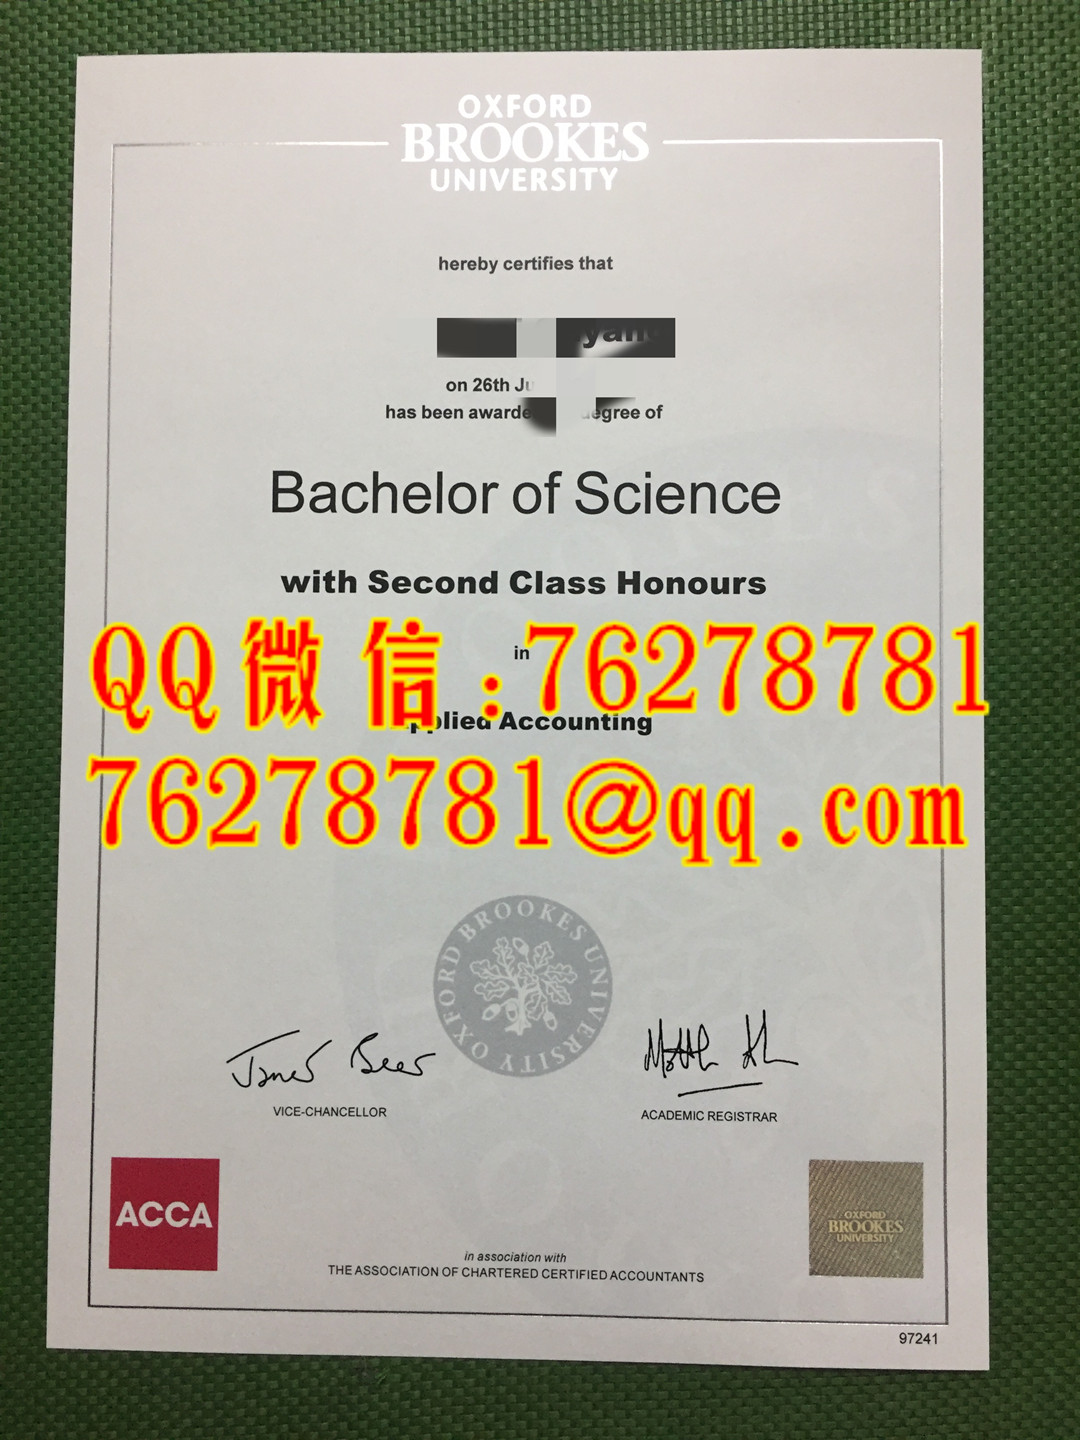 OXFORD
BROOKES
UNIVERSITY
hereby certifies that
on 26th
has been degree of
Bachelor of Science
with Second Class Honours
in
QQ微信:76278781
Accounting
76278781@qq.com
OXFORD BROOKES UNIVERSITY
VICE-CHANCELLOR
ACADEMIC REGISTRAR
ACCA
OXFORD
BROOKES
UNIVERSITY
in association with
THE ASSOCIATION OF CHARTERED CERTIFIED ACCOUNTANTS
97241